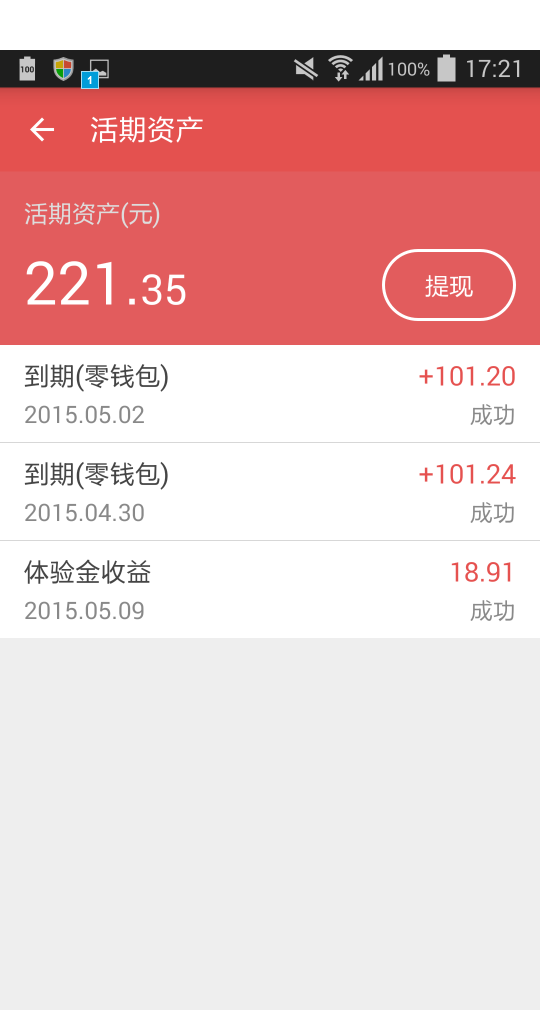 100
1
100%
17:21
活期资产
活期资产(元)
221.35
提现
到期(零钱包)
+101.20
2015.05.02
成功
到期(零钱包)
+101.24
2015.04.30
成功
体验金收益
18.91
2015.05.09
成功